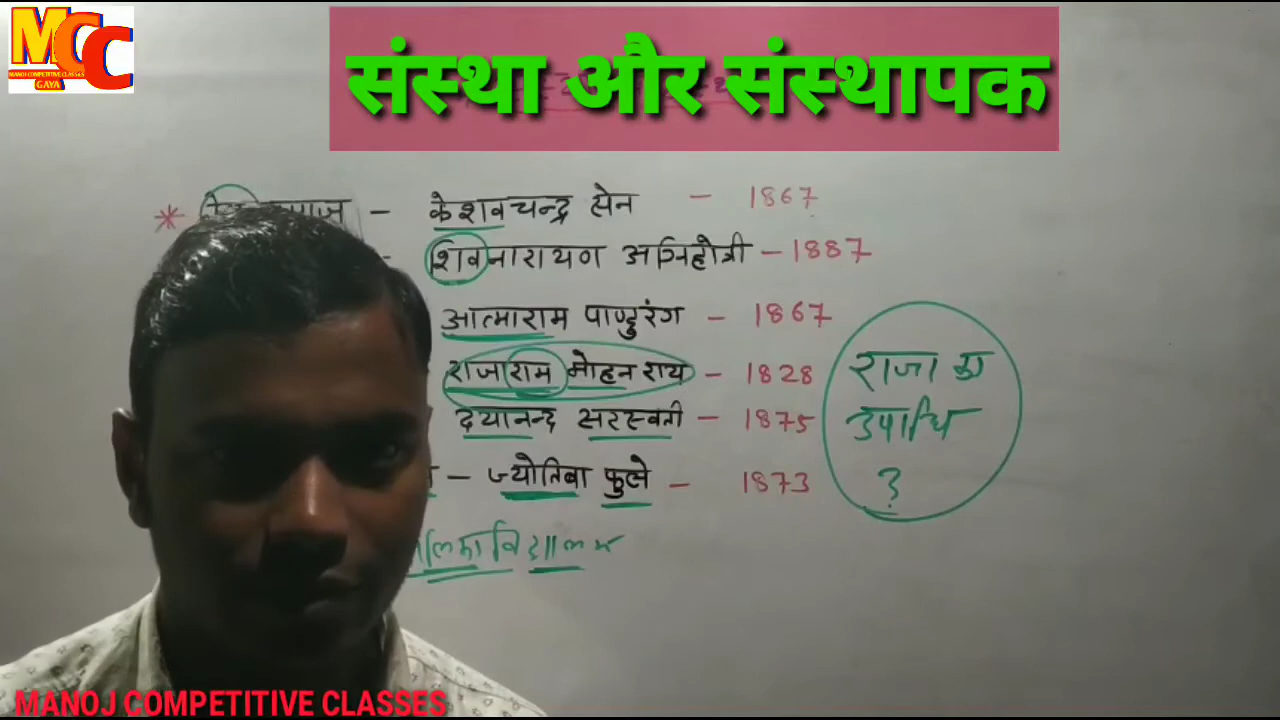 MCC
MANOJ COMPETITIVE CLASSES
GAYA
संस्था और संस्थापक
समाज - केशवचन्द्र सेन - 1867
- शिवनारायण अग्निहोत्री - 1887
आत्माराम पाण्डुरंग - 1867
राजाराम मोहन राय - 1828
दयानन्द सरस्वती - 1875
- ज्योतिबा फुले - 1873
राजा का
उपाधि
?
MANOJ COMPETITIVE CLASSES